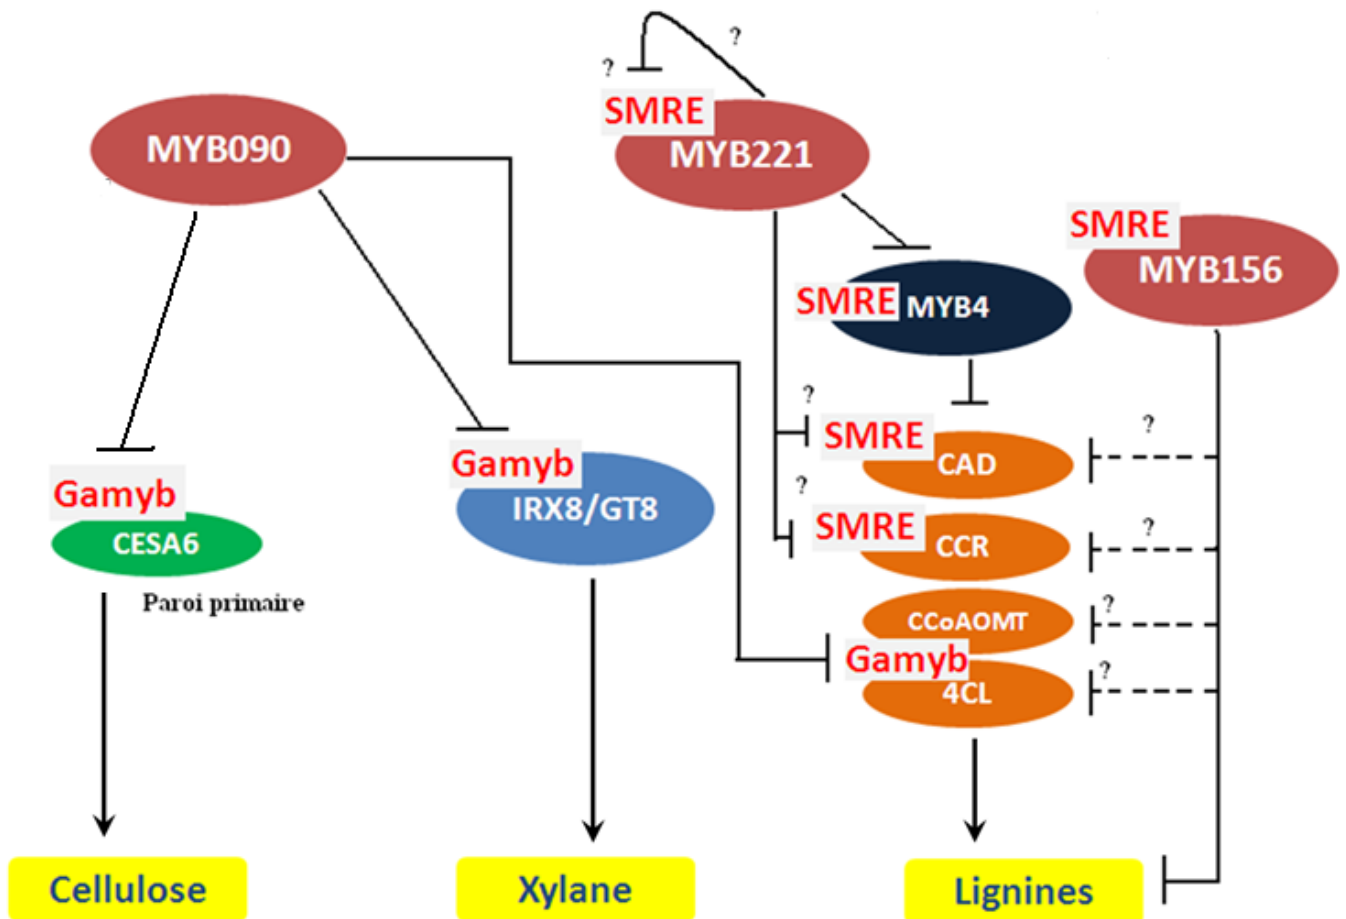 ?
?
SMRE
MYB090
MYB221
SMRE
MYB156
SMRE
MYB4
?
SMRE
CAD
?
Gamyb
IRX8/GT8
?
SMRE
CCR
?
Gamyb
CESA6
Paroi primaire
CCoAOMT
?
Gamyb
4CL
?
Cellulose
Xylane
Lignines